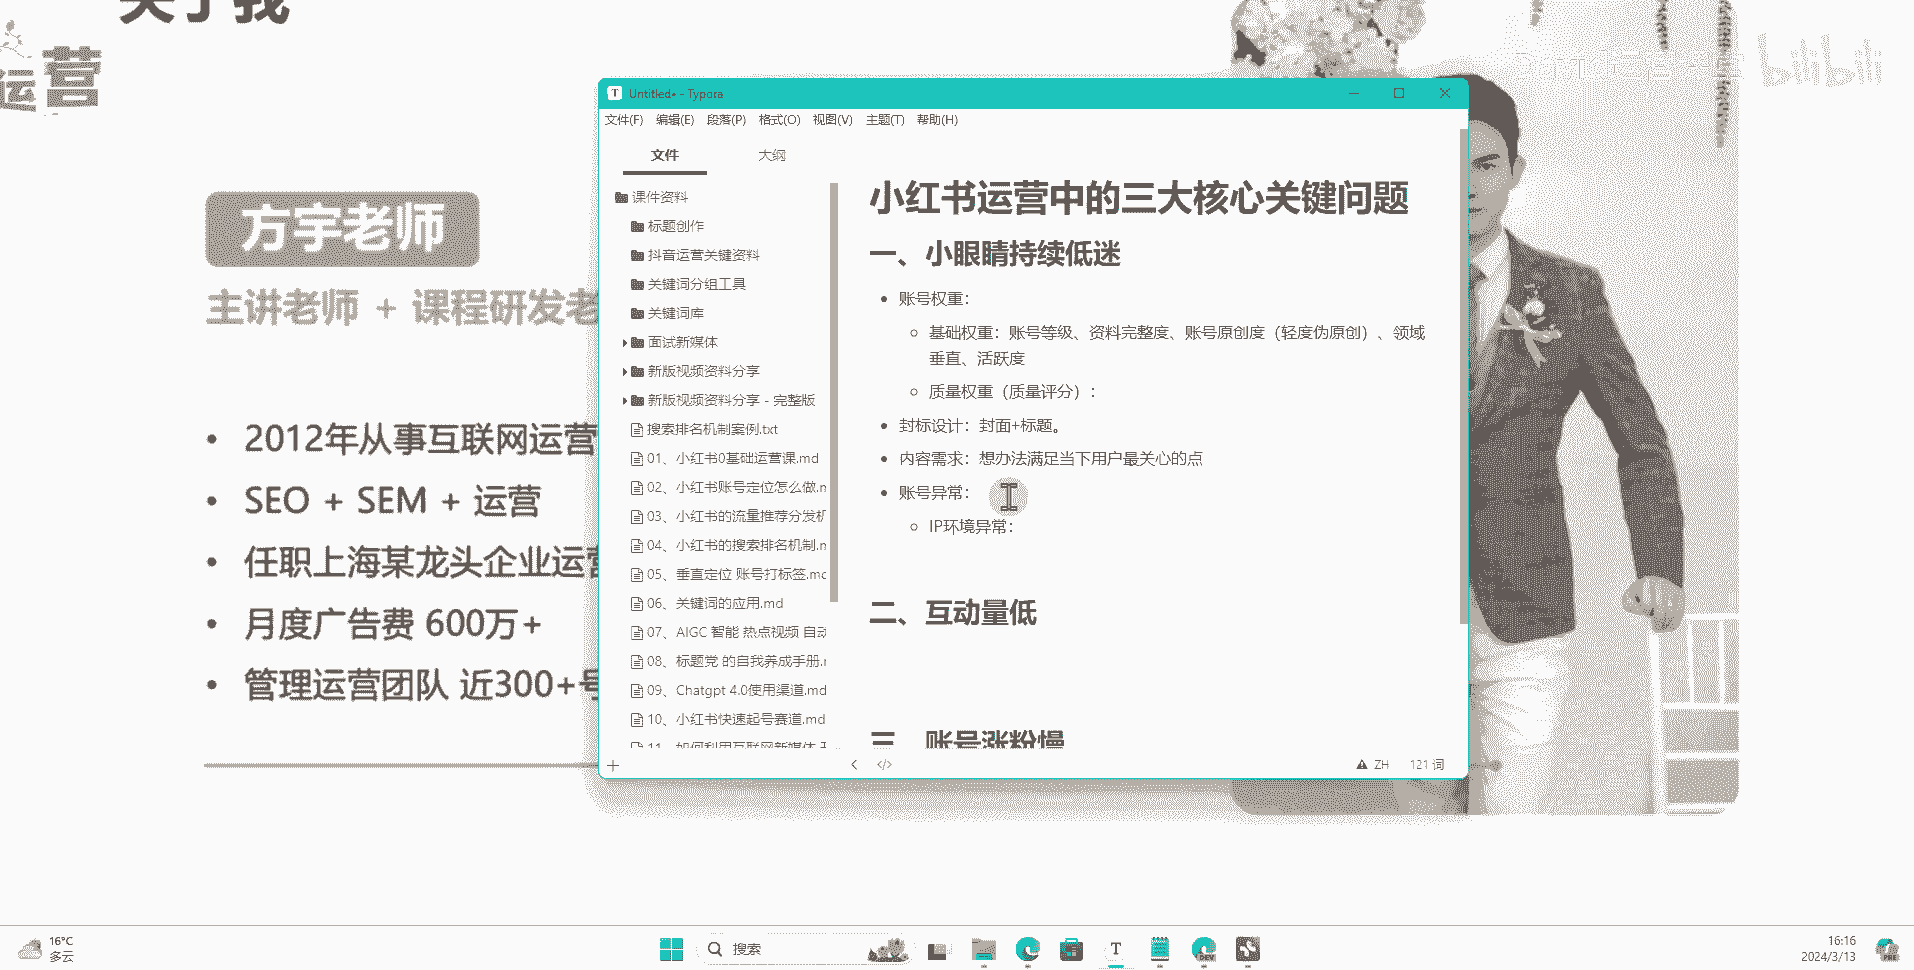 关于我
运营
bilibili
方宇老师
主讲老师 + 课程研发老
2012年从事互联网运营
SEO + SEM + 运营
任职上海某龙头企业运营
月度广告费 600万+
管理运营团队 近300+号
Untitled• - Typora
文件(F) 编辑(E) 段落(P) 格式(O) 视图(V) 主题(T) 帮助(H)
文件 大纲
课件资料
标题创作
抖音运营关键资料
关键词分组工具
关键词库
面试新媒体
新版视频资料分享
新版视频资料分享 - 完整版
搜索排名机制案例.txt
01、小红书0基础运营课.md
02、小红书账号定位怎么做.m
03、小红书的流量推荐分发机
04、小红书的搜索排名机制.m
05、垂直定位 账号打标签.mc
06、关键词的应用.md
07、AIGC 智能 热点视频 自动
08、标题党 的自我养成手册.
09、Chatgpt 4.0使用渠道.md
10、小红书快速起号赛道.md
11、如何利用互联网新媒体
小红书运营中的三大核心关键问题
一、小眼睛持续低迷
账号权重：
基础权重：账号等级、资料完整度、账号原创度（轻度伪原创）、领域
垂直、活跃度
质量权重（质量评分）：
封标设计：封面+标题。
内容需求：想办法满足当下用户最关心的点
账号异常：
IP环境异常：
二、互动量低
三、账号涨粉慢
ZH 121 词
16°C
多云
搜索
DEV
16:16
2024/3/13
PRE